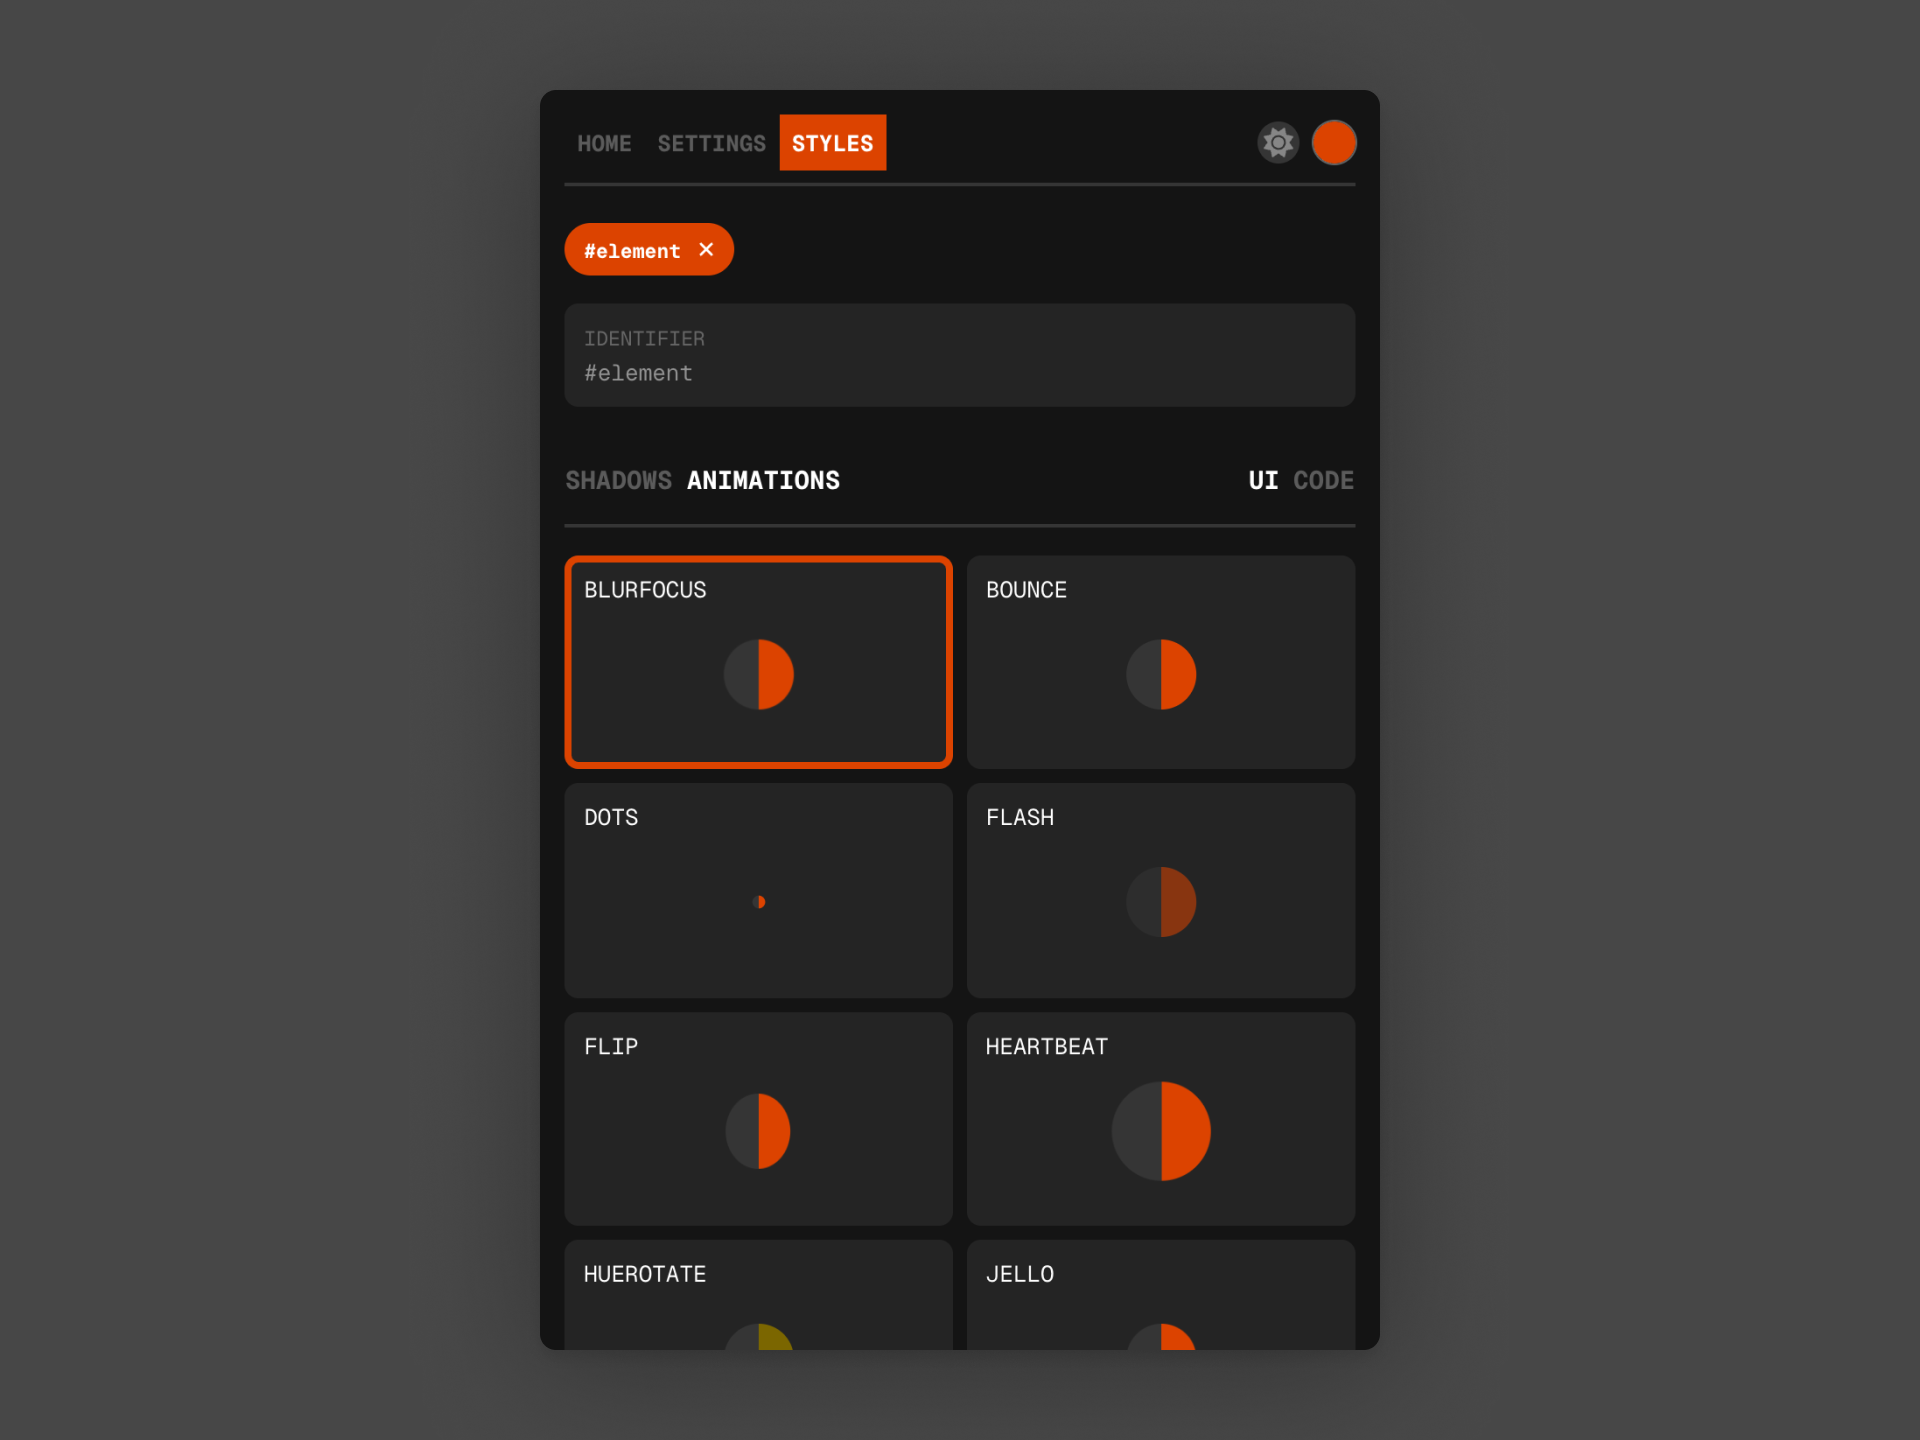 HOME SETTINGS STYLES
#element ✕
IDENTIFIER
#element
SHADOWS ANIMATIONS UI CODE
BLURFOCUS BOUNCE
DOTS FLASH
FLIP HEARTBEAT
HUEROTATE JELLO